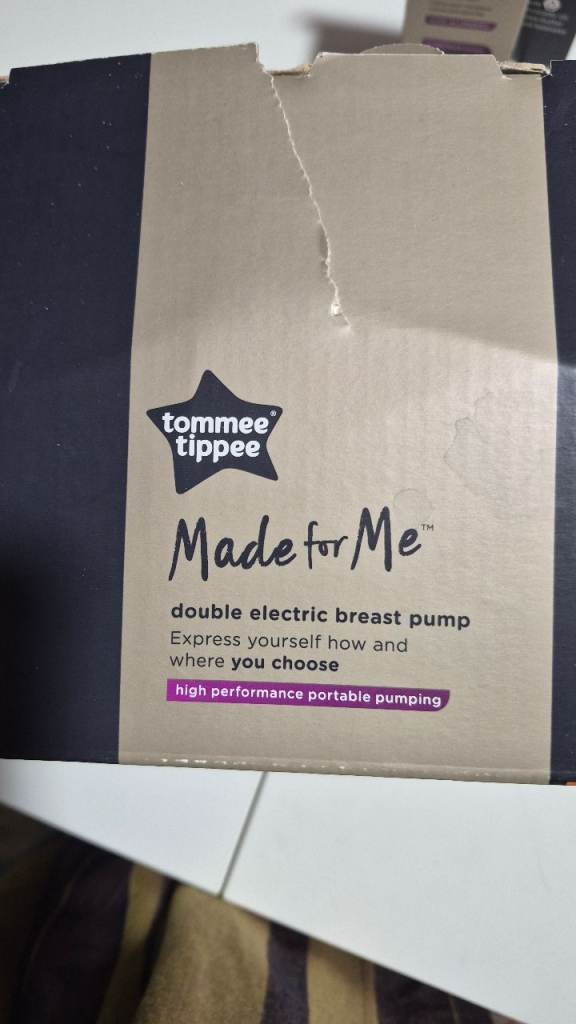 tommee®
tippee
Made for Me™
double electric breast pump
Express yourself how and
where you choose
high performance portable pumping